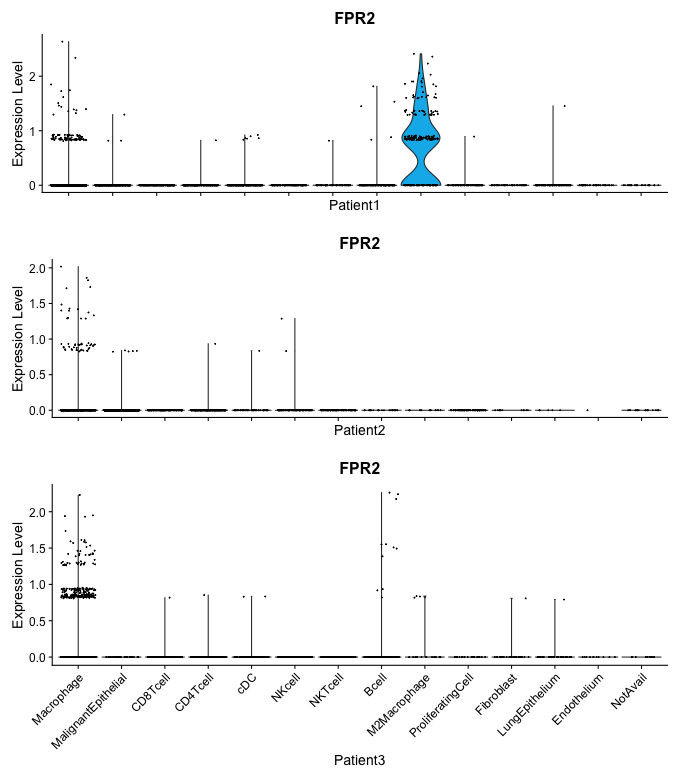 FPR2
Expression Level
2
1
0
Patient1
FPR2
Expression Level
2.0
1.5
1.0
0.5
0.0
Patient2
FPR2
Expression Level
2.0
1.5
1.0
0.5
0.0
Macrophage
MalignantEpithelial
CD8Tcell
CD4Tcell
cDC
NKcell
NKTcell
Bcell
M2Macrophage
ProliferatingCell
Fibroblast
LungEpithelium
Endothelium
NotAvail
Patient3